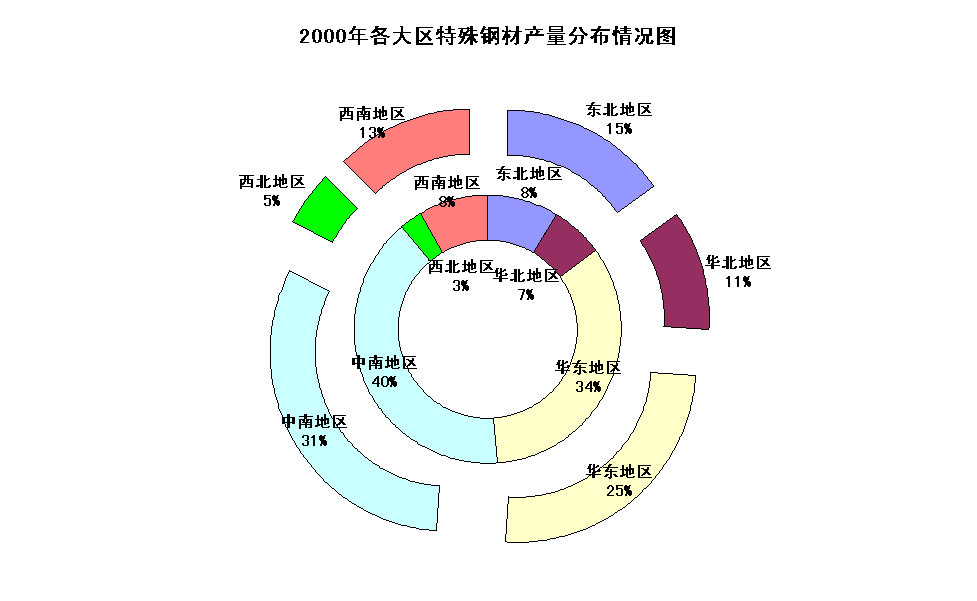 2000年各大区特殊钢材产量分布情况图
西南地区
13%
东北地区
15%
西北地区
5%
西南地区
8%
东北地区
8%
华北地区
11%
西北地区
3%
华北地区
7%
中南地区
40%
华东地区
34%
中南地区
31%
华东地区
25%